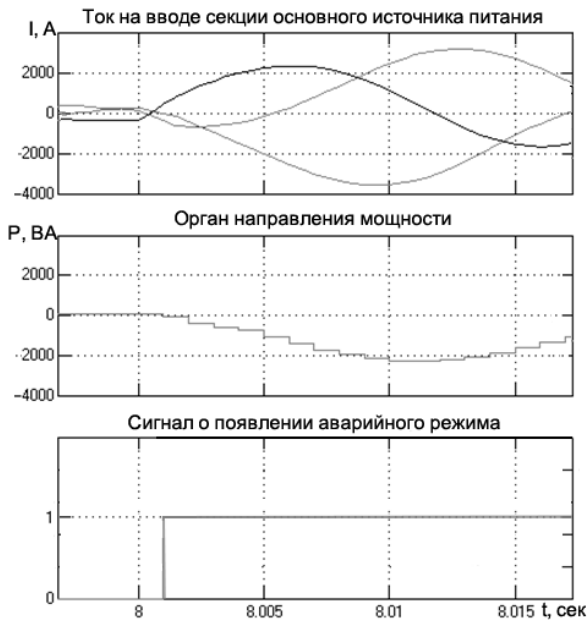 Ток на вводе секции основного источника питания
I, A
2000
0
−2000
−4000
Орган направления мощности
P, BA
2000
0
−2000
−4000
Сигнал о появлении аварийного режима
1
0
8
8.005
8.01
8.015
t, сек